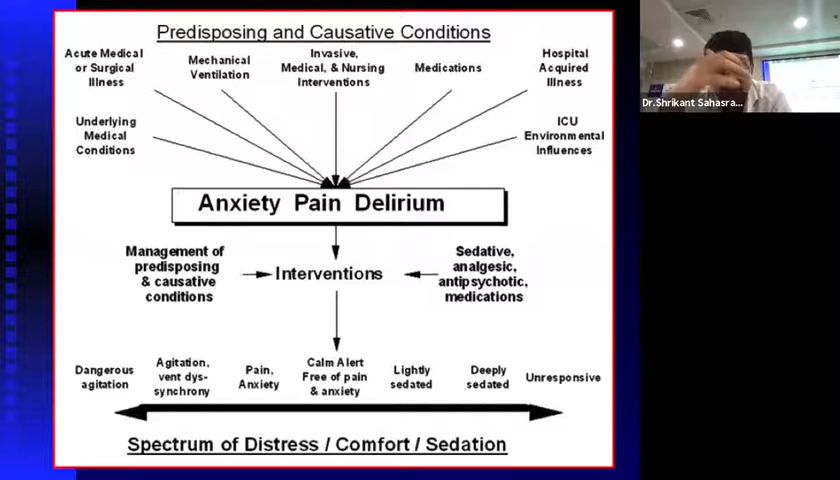 Predisposing and Causative Conditions
Acute Medical
or Surgical
Illness
Mechanical
Ventilation
Invasive,
Medical, & Nursing
Interventions
Medications
Hospital
Acquired
Illness
Underlying
Medical
Conditions
ICU
Environmental
Influences
Anxiety Pain Delirium
Management of
predisposing
& causative
conditions
Interventions
Sedative,
analgesic,
antipsychotic,
medications
Dangerous
agitation
Agitation,
vent dys-
synchrony
Pain,
Anxiety
Calm Alert
Free of pain
& anxiety
Lightly
sedated
Deeply
sedated
Unresponsive
Spectrum of Distress / Comfort / Sedation
Dr.Shrikant Sahasra...